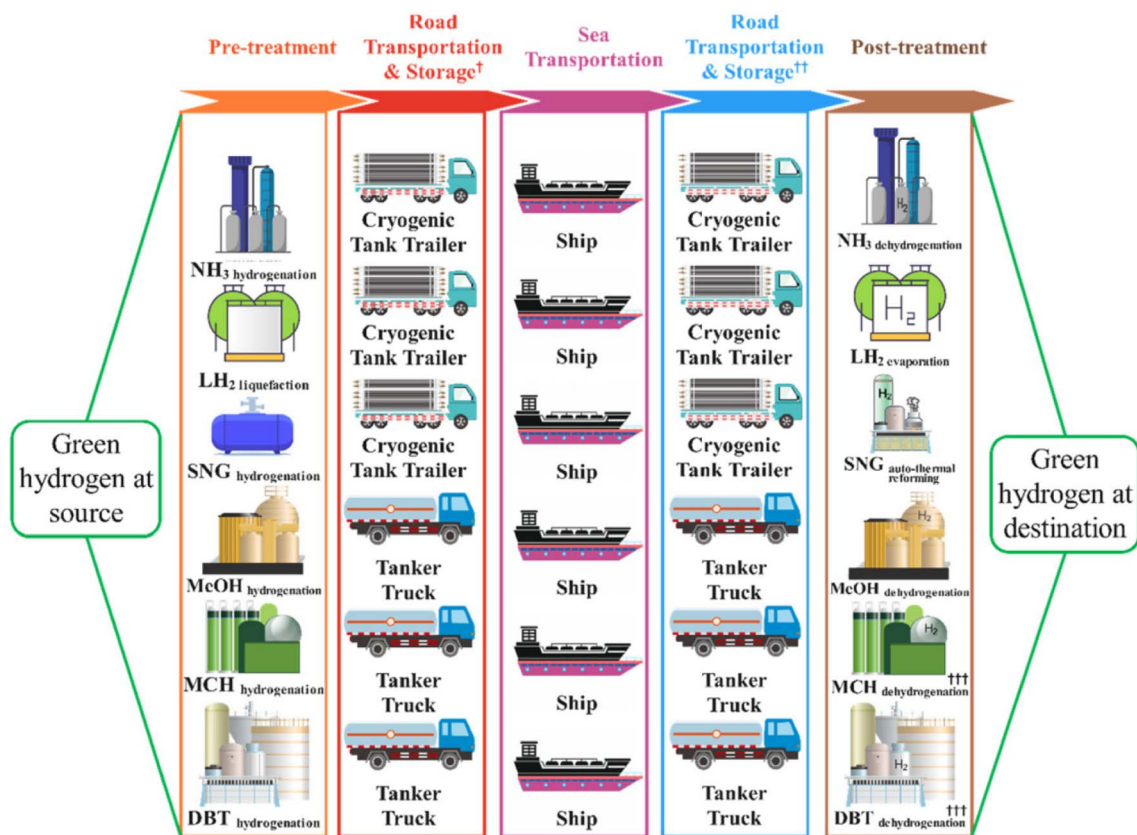 Pre-treatment
Road
Transportation
& Storage†
Sea
Transportation
Road
Transportation
& Storage††
Post-treatment
Green
hydrogen at
source
NH3 hydrogenation
LH2 liquefaction
SNG hydrogenation
MeOH hydrogenation
MCH hydrogenation
DBT hydrogenation
Cryogenic
Tank Trailer
Cryogenic
Tank Trailer
Cryogenic
Tank Trailer
Tanker
Truck
Tanker
Truck
Tanker
Truck
Ship
Ship
Ship
Ship
Ship
Ship
Cryogenic
Tank Trailer
Cryogenic
Tank Trailer
Cryogenic
Tank Trailer
Tanker
Truck
Tanker
Truck
Tanker
Truck
H2
NH3 dehydrogenation
H2
LH2 evaporation
H2
SNG auto-thermal
reforming
H2
MeOH dehydrogenation
H2
MCH dehydrogenation†††
H2
DBT dehydrogenation†††
Green
hydrogen at
destination